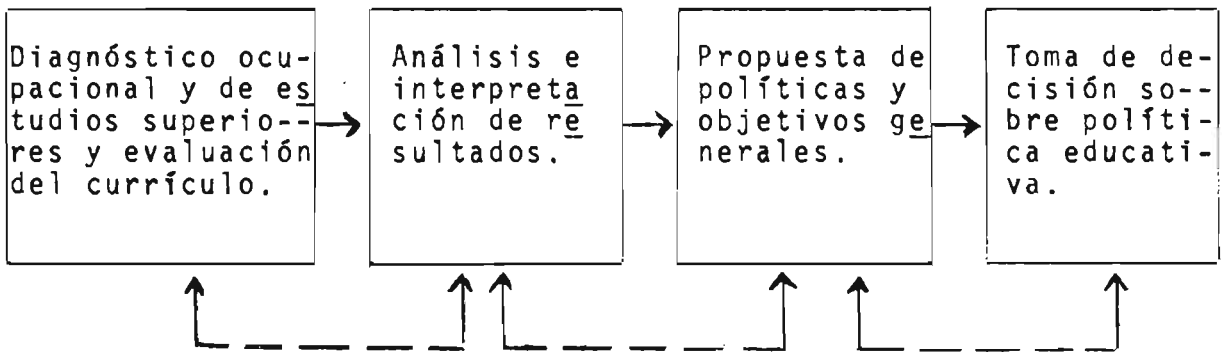 Diagnóstico ocu-
pacional y de es
tudios superio--
res y evaluación
del currículo.
Análisis e
interpreta
ción de re
sultados.
Propuesta de
políticas y
objetivos ge
nerales.
Toma de de-
cisión so--
bre políti-
ca educati-
va.